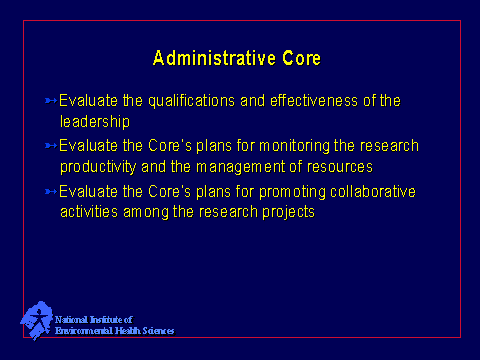 Administrative Core
➳Evaluate the qualifications and effectiveness of the
leadership
➳Evaluate the Core's plans for monitoring the research
productivity and the management of resources
➳Evaluate the Core's plans for promoting collaborative
activities among the research projects
National Institute of
Environmental Health Sciences